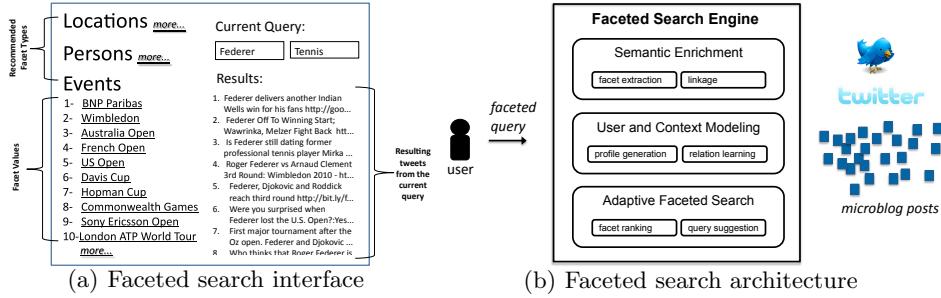 Recommended
Facet Types
Facet Values
Locations more...
Persons more...
Events
1- BNP Paribas
2- Wimbledon
3- Australia Open
4- French Open
5- US Open
6- Davis Cup
7- Hopman Cup
8- Commonwealth Games
9- Sony Ericsson Open
10-London ATP World Tour
more...
Current Query:
Federer
Tennis
Results:
1. Federer delivers another Indian
Wells win for his fans http://goo...
2. Federer Off To Winning Start;
Wawrinka, Melzer Fight Back htt...
3. Is Federer still dating former
professional tennis player Mirka ...
4. Roger Federer vs Arnaud Clement
3rd Round: Wimbledon 2010 - ht...
5. Federer, Djokovic and Roddick
reach third round http://bit.ly/f...
6. Were you surprised when
Federer lost the U.S. Open?:Yes...
7. First major tournament after the
Oz open. Federer and Djokovic ...
8. Who thinks that Roger Federer is
Resulting
tweets
from the
current
query
(a) Faceted search interface
user
faceted
query
Faceted Search Engine
Semantic Enrichment
facet extraction
linkage
User and Context Modeling
profile generation
relation learning
Adaptive Faceted Search
facet ranking
query suggestion
twitter
microblog posts
(b) Faceted search architecture